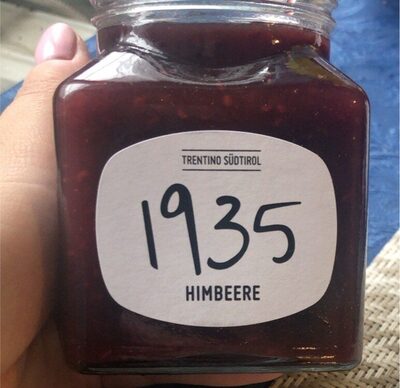 TRENTINO SÜDTIROL
1935
HIMBEERE